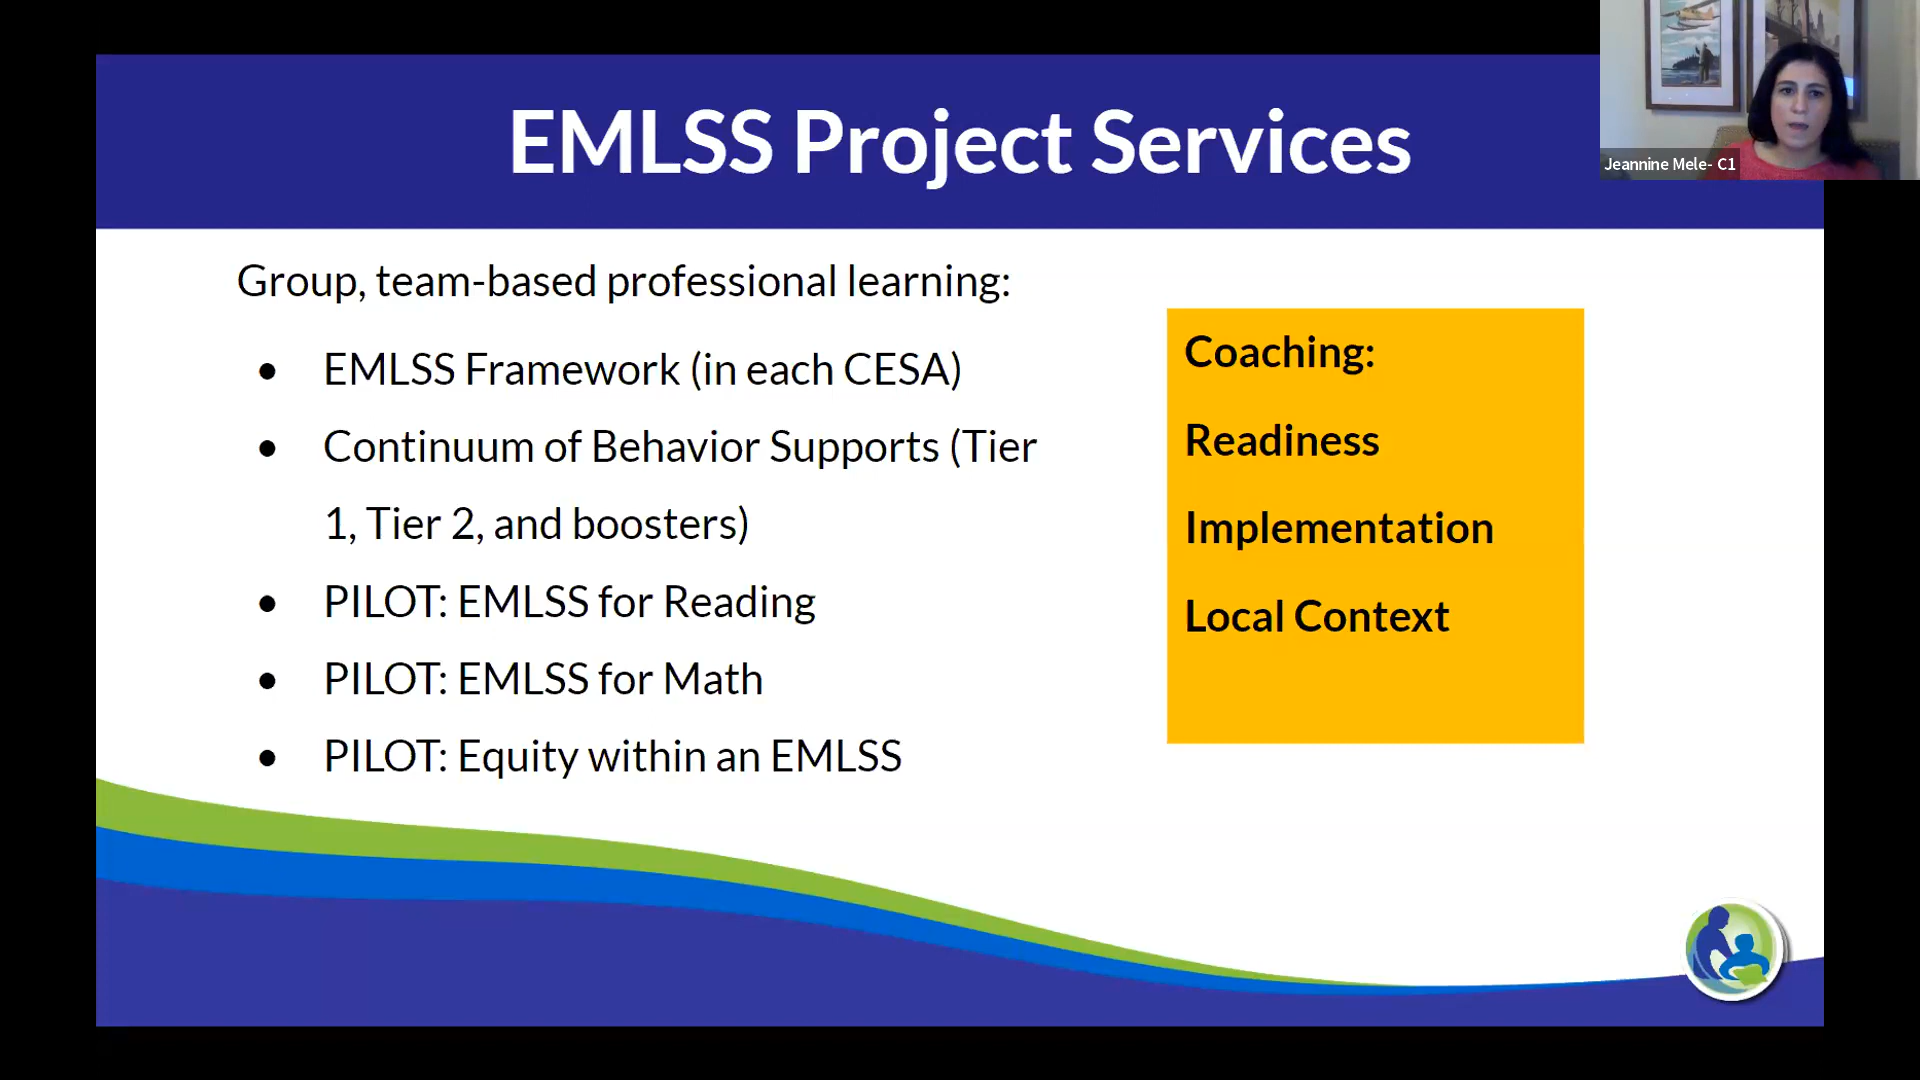 EMLSS Project Services
Jeannine Mele- C1
Group, team-based professional learning:
● EMLSS Framework (in each CESA)
● Continuum of Behavior Supports (Tier
1, Tier 2, and boosters)
● PILOT: EMLSS for Reading
● PILOT: EMLSS for Math
● PILOT: Equity within an EMLSS
Coaching:
Readiness
Implementation
Local Context